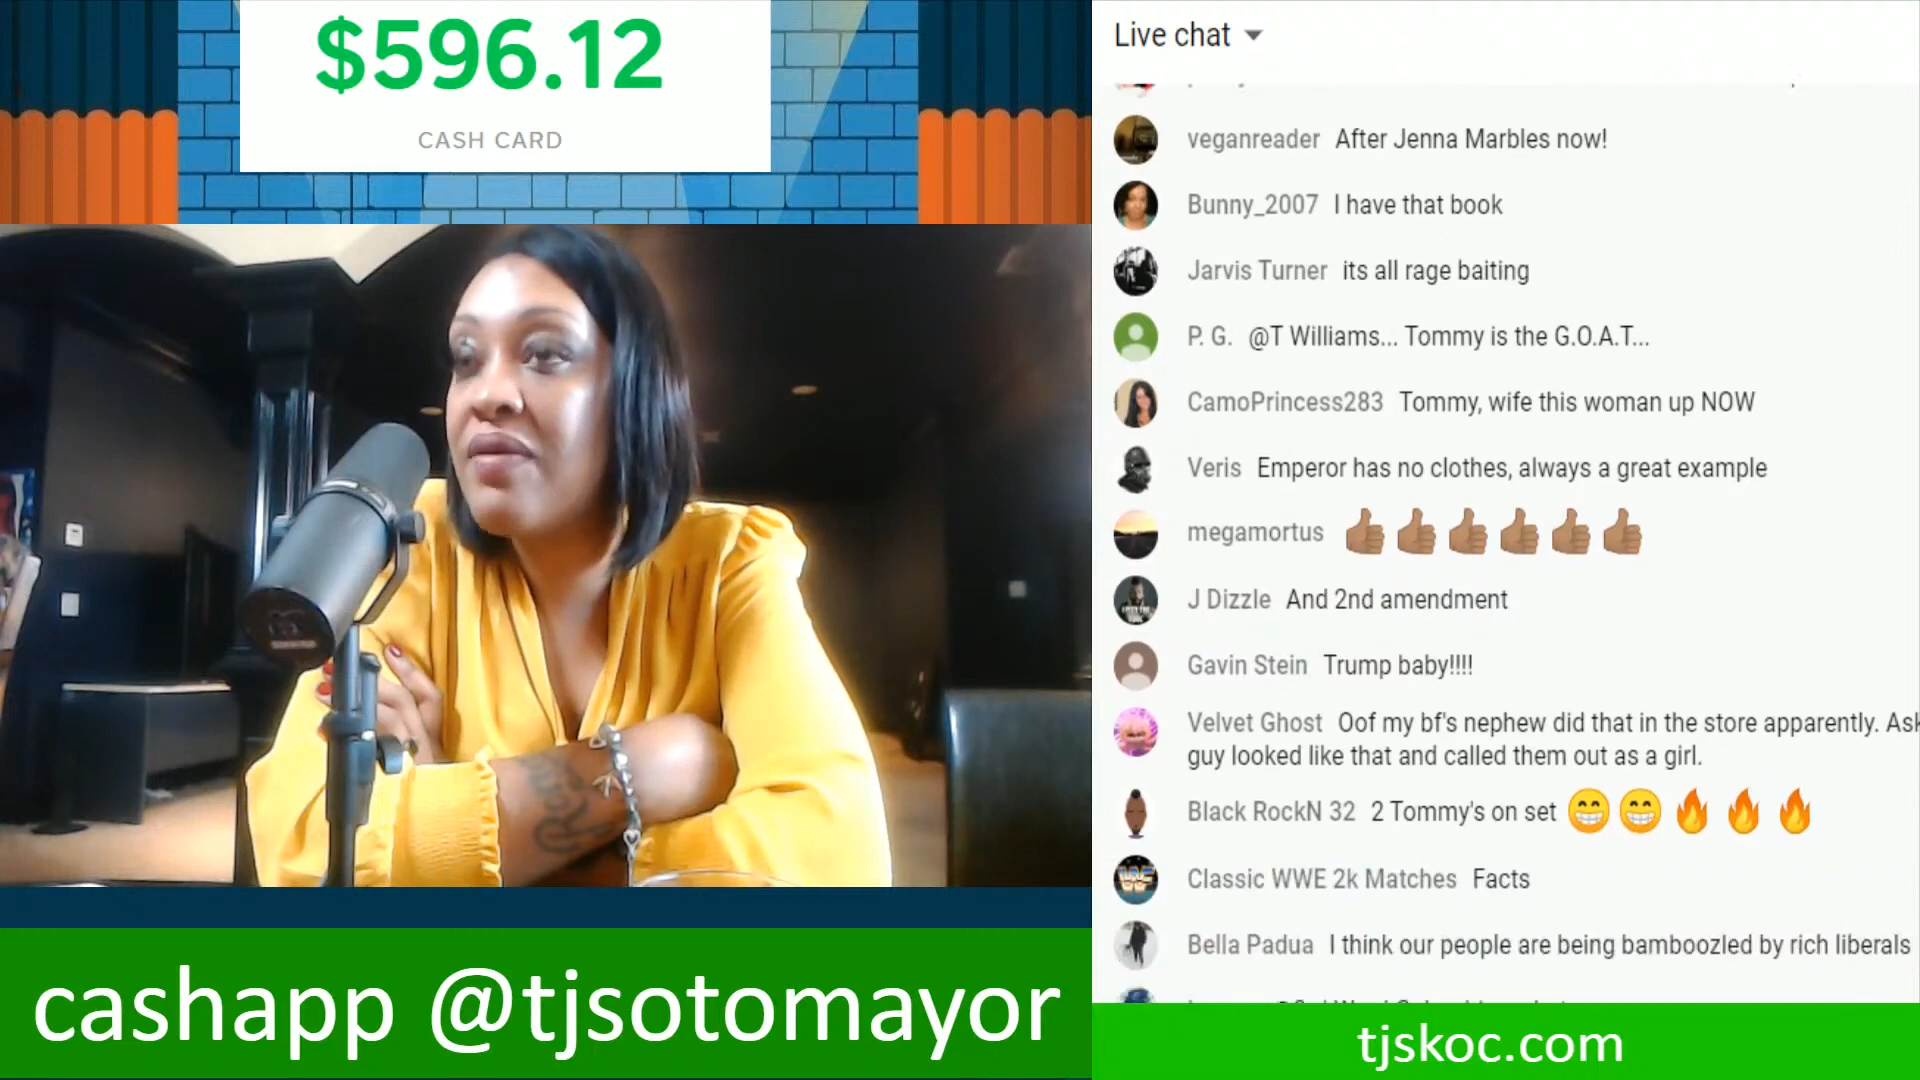 $596.12
CASH CARD
cashapp @tjsotomayor
Live chat
veganreader After Jenna Marbles now!
Bunny_2007 I have that book
Jarvis Turner its all rage baiting
P. G. @T Williams... Tommy is the G.O.A.T...
CamoPrincess283 Tommy, wife this woman up NOW
Veris Emperor has no clothes, always a great example
megamortus 👍🏽👍🏽👍🏽👍🏽👍🏽👍🏽
J Dizzle And 2nd amendment
Gavin Stein Trump baby!!!!
Velvet Ghost Oof my bf's nephew did that in the store apparently.
guy looked like that and called them out as a girl.
Black RockN 32 2 Tommy's on set 😁😁🔥🔥🔥
Classic WWE 2k Matches Facts
Bella Padua I think our people are being bamboozled by rich liberals
tjskoc.com